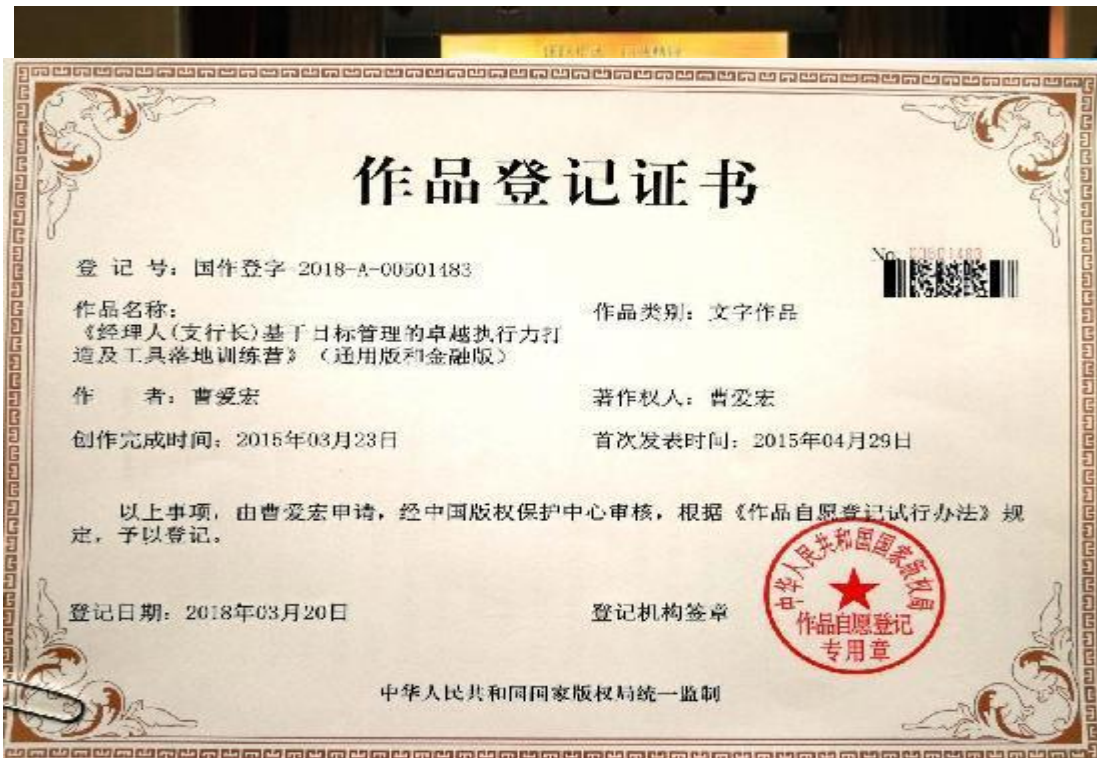 作品登记证书
No. 00501483
登 记 号：国作登字-2018-A-00501483
作品名称：
《经理人(支行长)基于目标管理的卓越执行力打
造及工具落地训练营》（通用版和金融版）
作品类别：文字作品
作 者：曹爱宏
著作权人：曹爱宏
创作完成时间：2015年03月23日
首次发表时间：2015年04月29日
以上事项，由曹爱宏申请，经中国版权保护中心审核，根据《作品自愿登记试行办法》规
定，予以登记。
登记日期：2018年03月20日
登记机构签章
中华人民共和国国家版权局
作品自愿登记
专用章
中华人民共和国国家版权局统一监制